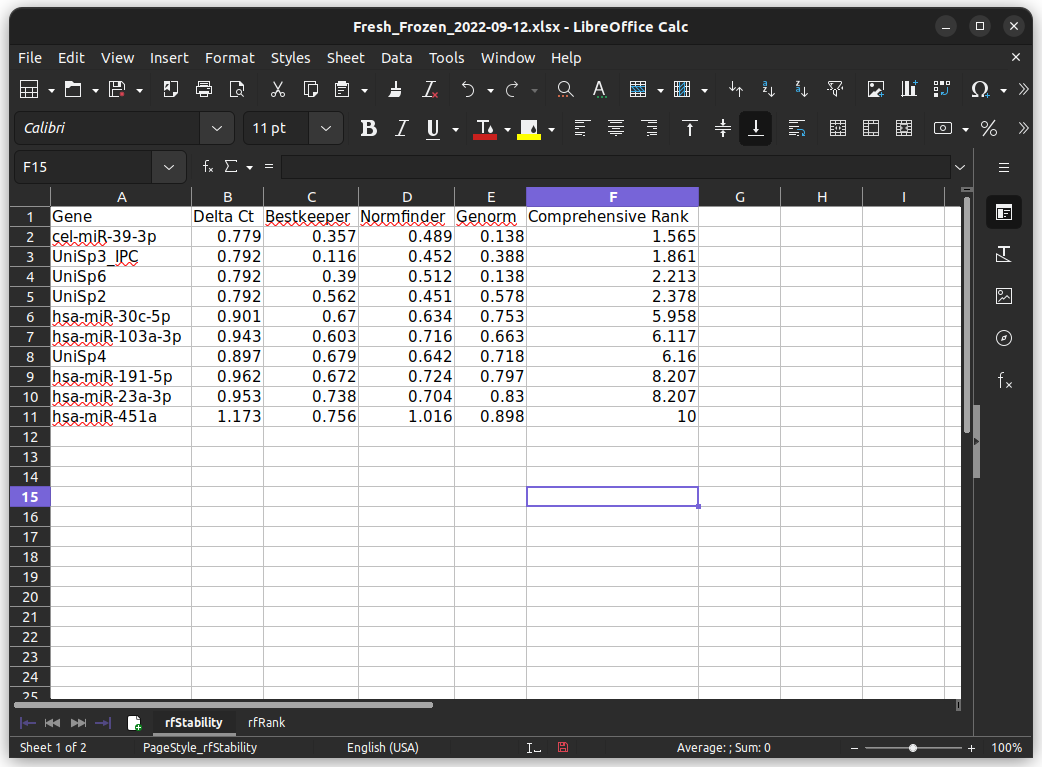 Fresh_Frozen_2022-09-12.xlsx - LibreOffice Calc
File Edit View Insert Format Styles Sheet Data Tools Window Help
Calibri 11 pt B I U %
F15 =
A B C D E F G H I
1 Gene Delta Ct Bestkeeper Normfinder Genorm Comprehensive Rank
2 cel-miR-39-3p 0.779 0.357 0.489 0.138 1.565
3 UniSp3_IPC 0.792 0.116 0.452 0.388 1.861
4 UniSp6 0.792 0.39 0.512 0.138 2.213
5 UniSp2 0.792 0.562 0.451 0.578 2.378
6 hsa-miR-30c-5p 0.901 0.67 0.634 0.753 5.958
7 hsa-miR-103a-3p 0.943 0.603 0.716 0.663 6.117
8 UniSp4 0.897 0.679 0.642 0.718 6.16
9 hsa-miR-191-5p 0.962 0.672 0.724 0.797 8.207
10 hsa-miR-23a-3p 0.953 0.738 0.704 0.83 8.207
11 hsa-miR-451a 1.173 0.756 1.016 0.898 10
12
13
14
15
16
17
18
19
20
21
22
23
24
25
rfStability rfRank
Sheet 1 of 2 PageStyle_rfStability English (USA) Average: ; Sum: 0 100%